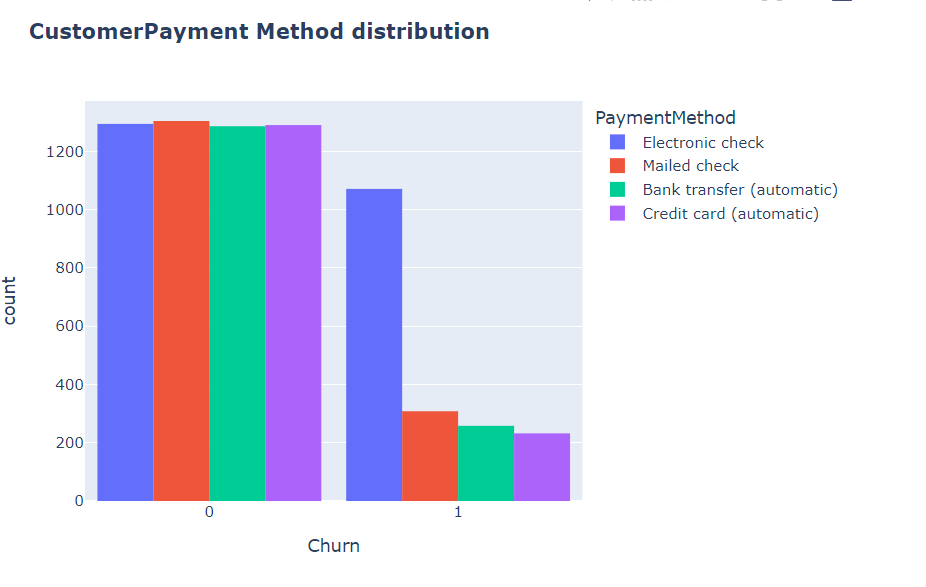 CustomerPayment Method distribution
PaymentMethod
Electronic check
Mailed check
Bank transfer (automatic)
Credit card (automatic)
1200
1000
800
600
400
200
0
count
0
1
Churn